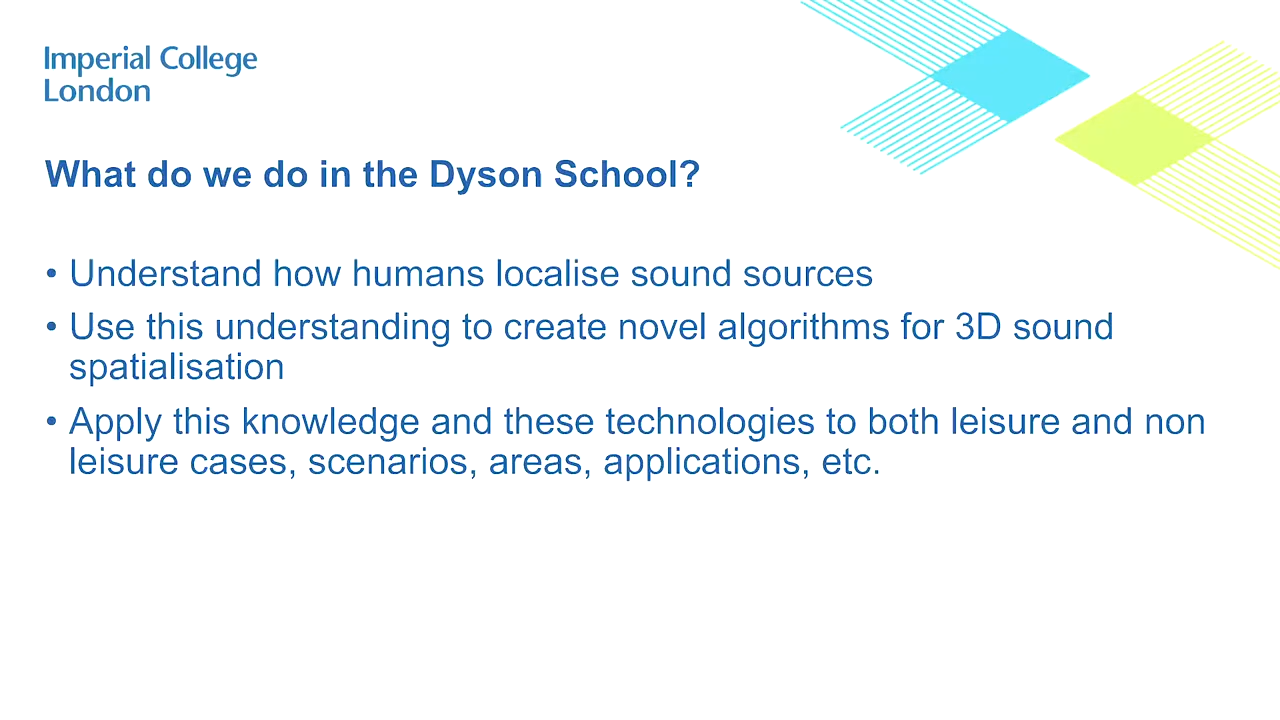 Imperial College
London
What do we do in the Dyson School?
• Understand how humans localise sound sources
• Use this understanding to create novel algorithms for 3D sound
spatialisation
• Apply this knowledge and these technologies to both leisure and non
leisure cases, scenarios, areas, applications, etc.